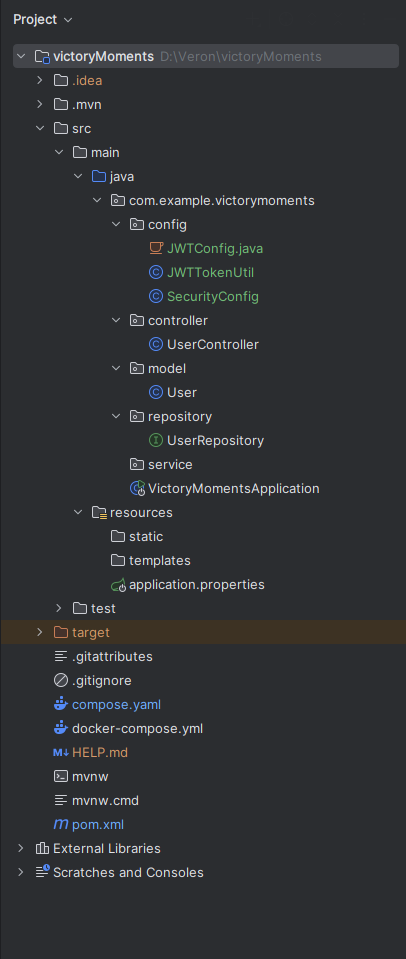 Project
victoryMoments D:\Veron\victoryMoments
.idea
.mvn
src
main
java
com.example.victorymoments
config
JWTConfig.java
JWTTokenUtil
SecurityConfig
controller
UserController
model
User
repository
UserRepository
service
VictoryMomentsApplication
resources
static
templates
application.properties
test
target
.gitattributes
.gitignore
compose.yaml
docker-compose.yml
HELP.md
mvnw
mvnw.cmd
pom.xml
External Libraries
Scratches and Consoles